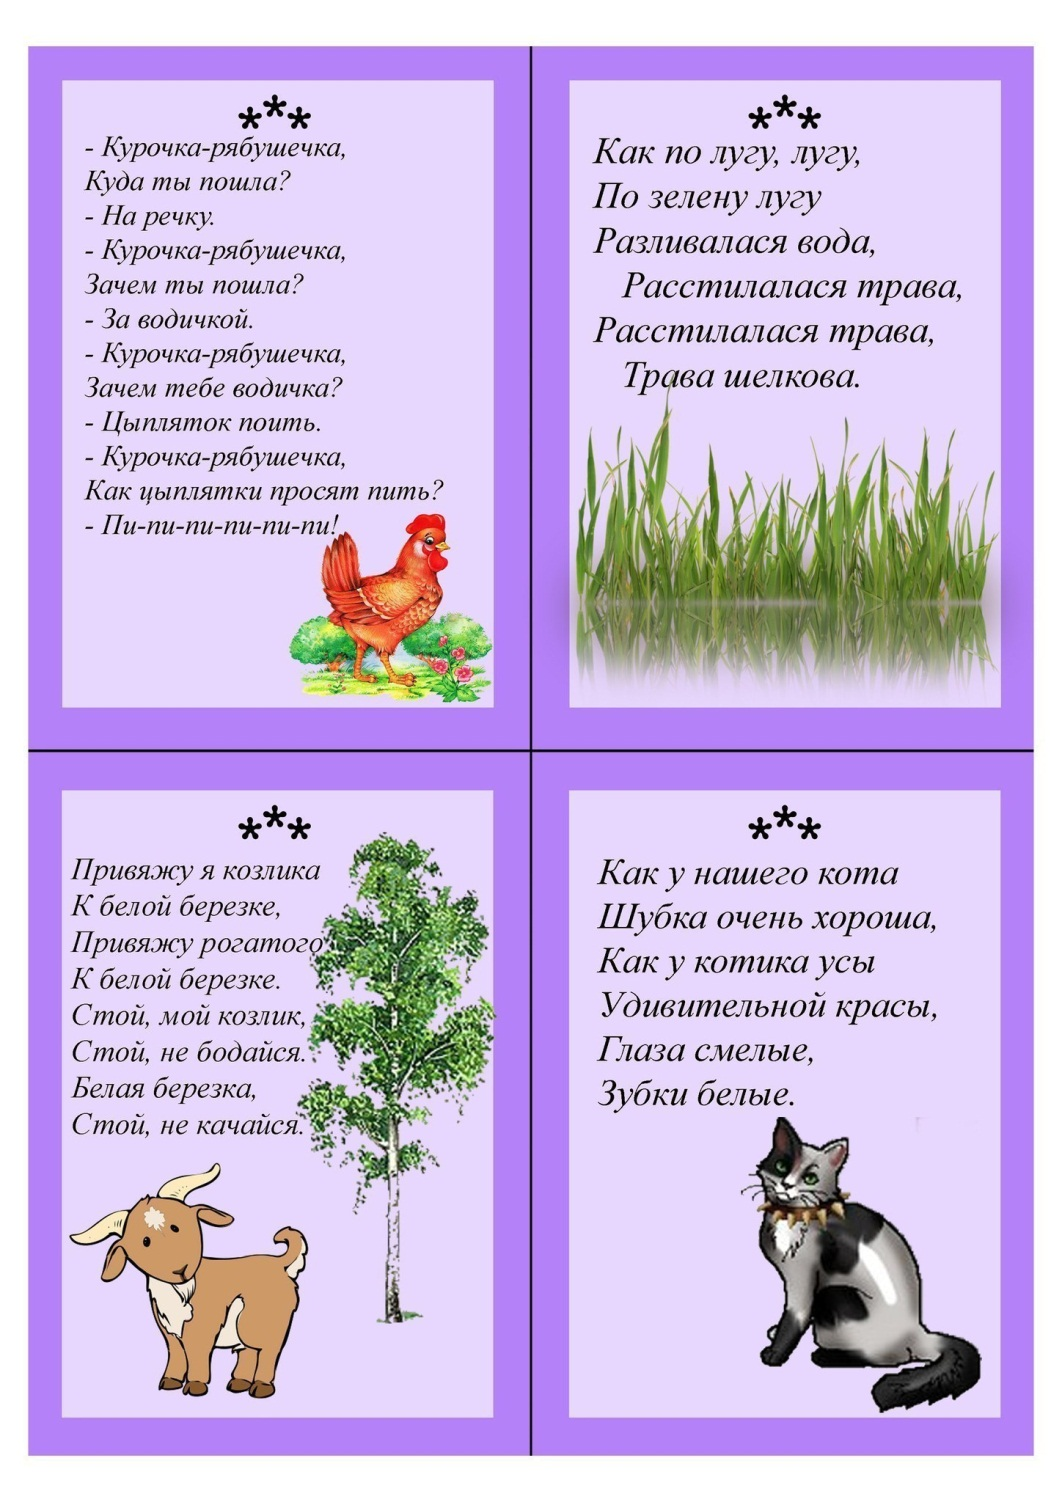 ***
- Курочка-рябушечка,
Куда ты пошла?
- На речку.
- Курочка-рябушечка,
Зачем ты пошла?
- За водичкой.
- Курочка-рябушечка,
Зачем тебе водичка?
- Цыпляток поить.
- Курочка-рябушечка,
Как цыплятки просят пить?
- Пи-пи-пи-пи-пи-пи!
***
Как по лугу, лугу,
По зелену лугу
Разливалася вода,
Расстилалася трава,
Расстилалася трава,
Трава шелкова.
***
Привяжу я козлика
К белой березке,
Привяжу рогатого
К белой березке.
Стой, мой козлик,
Стой, не бодайся.
Белая березка,
Стой, не качайся.
***
Как у нашего кота
Шубка очень хороша,
Как у котика усы
Удивительной красы,
Глаза смелые,
Зубки белые.